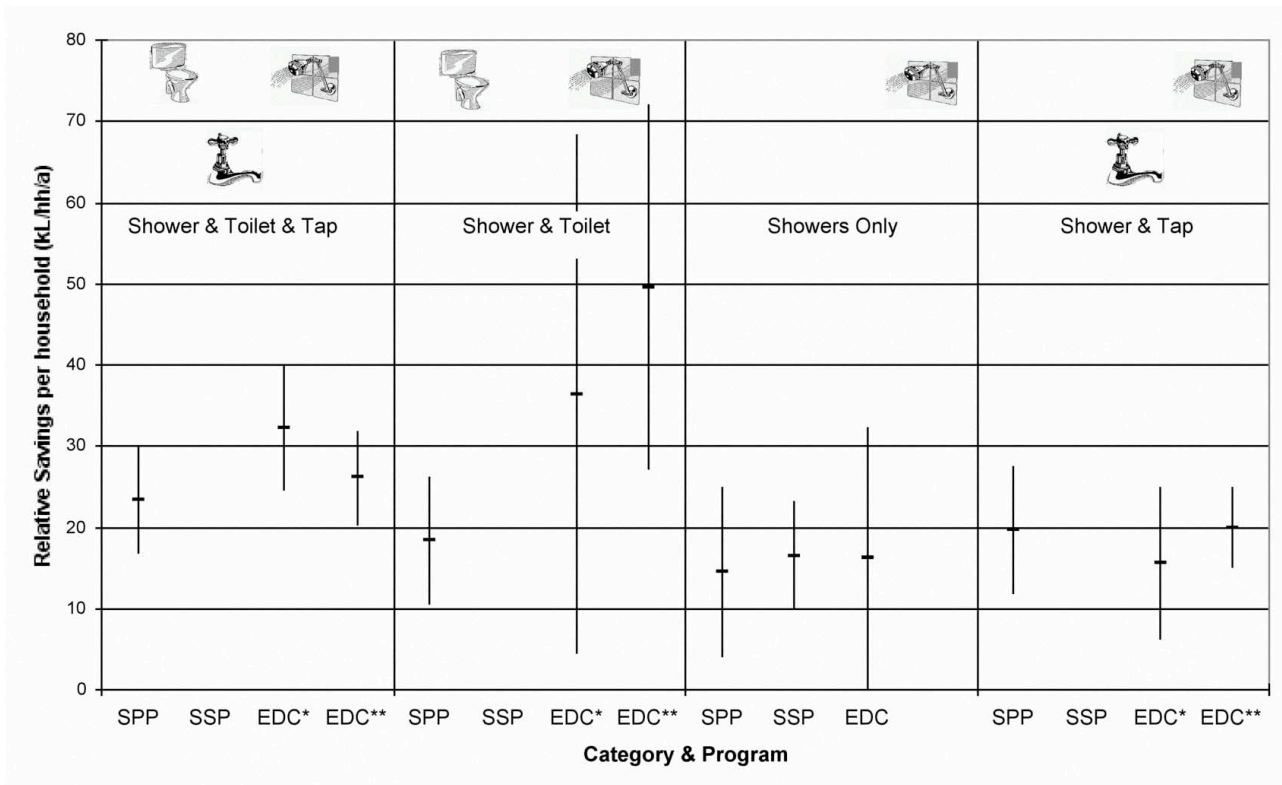 80
70
60
50
40
30
20
10
0
Relative Savings per household (kL/hh/a)
Shower & Toilet & Tap
Shower & Toilet
Showers Only
Shower & Tap
SPP SSP EDC* EDC** SPP SSP EDC* EDC** SPP SSP EDC SPP SSP EDC* EDC**
Category & Program